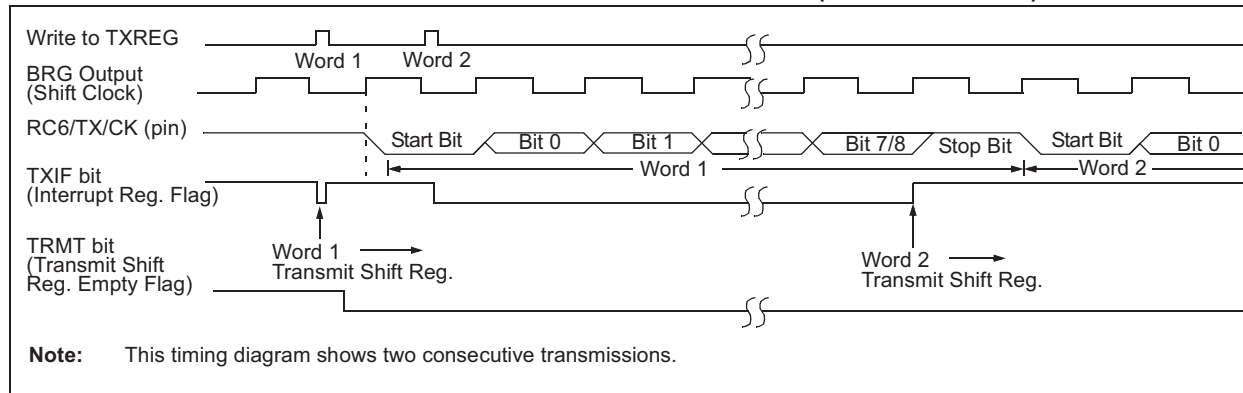 Write to TXREG
Word 1 Word 2
BRG Output
(Shift Clock)
RC6/TX/CK (pin)
Start Bit Bit 0 Bit 1 Bit 7/8 Stop Bit Start Bit Bit 0
Word 1 Word 2
TXIF bit
(Interrupt Reg. Flag)
Word 1
Transmit Shift Reg.
Word 2
Transmit Shift Reg.
TRMT bit
(Transmit Shift
Reg. Empty Flag)
Note: This timing diagram shows two consecutive transmissions.